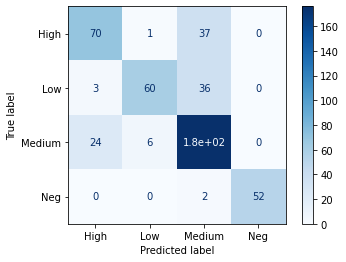 True label
High 70 1 37 0
Low 3 60 36 0
Medium 24 6 1.8e+02 0
Neg 0 0 2 52
High Low Medium Neg
Predicted label
160
140
120
100
80
60
40
20
0